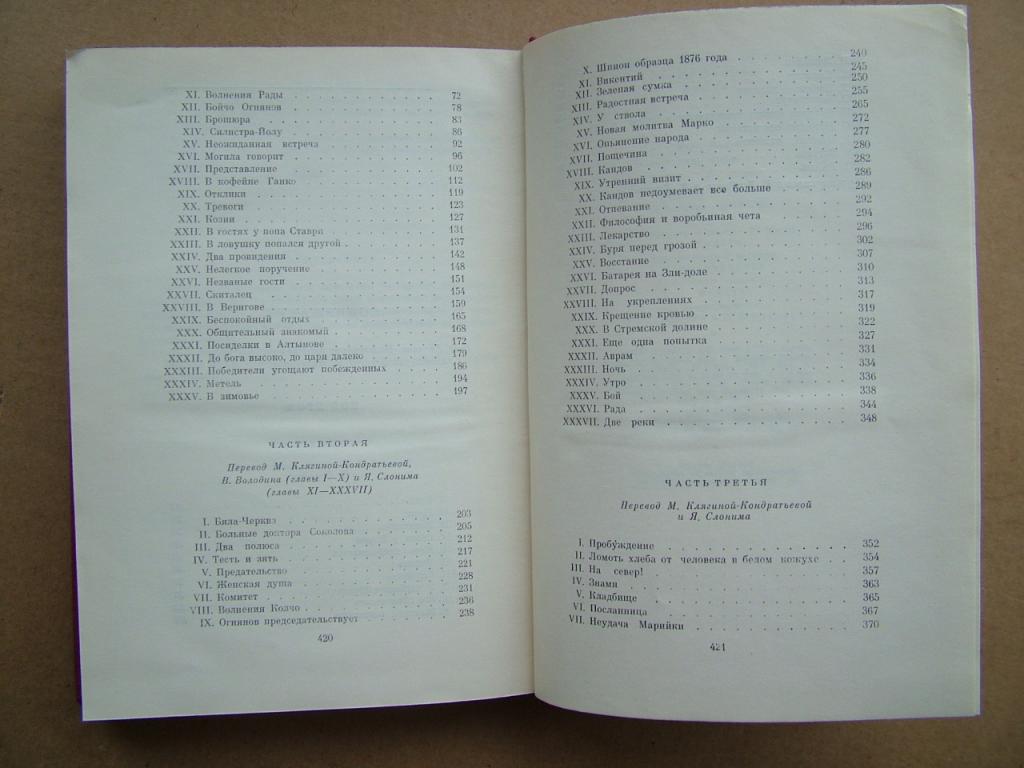 XI. Волнения Рады . . . . . . . . . . . 72
XII. Бойчо Огнянов . . . . . . . . . . . 78
XIII. Брошюра . . . . . . . . . . . 83
XIV. Силистра-Йолу . . . . . . . . . . . 86
XV. Неожиданная встреча . . . . . . . . . . 92
XVI. Могила говорит . . . . . . . . . . . 96
XVII. Представление . . . . . . . . . . . 102
XVIII. В кофейне Ганко . . . . . . . . . . . 112
XIX. Отклики . . . . . . . . . . . 119
XX. Тревоги . . . . . . . . . . . 123
XXI. Козни . . . . . . . . . . . 127
XXII. В гостях у попа Ставри . . . . . . . . . 131
XXIII. В ловушку попался другой . . . . . . . . 137
XXIV. Два провидения . . . . . . . . . . . 142
XXV. Нелегкое поручение . . . . . . . . . . 148
XXVI. Незваные гости . . . . . . . . . . . 151
XXVII. Скиталец . . . . . . . . . . . 154
XXVIII. В Веригове . . . . . . . . . . . 159
XXIX. Беспокойный отдых . . . . . . . . . . 165
XXX. Общительный знакомый . . . . . . . . . 168
XXXI. Посиделки в Алтынове . . . . . . . . . 172
XXXII. До бога высоко, до царя далеко . . . . . . 179
XXXIII. Победители угощают побежденных . . . . . 186
XXXIV. Метель . . . . . . . . . . . 194
XXXV. В зимовье . . . . . . . . . . . 197
ЧАСТЬ ВТОРАЯ
Перевод М. Клягиной-Кондратьевой,
В. Володина (главы I—X) и Я. Слонима
(главы XI—XXXVII)
I. Бяла-Черква . . . . . . . . . . . 203
II. Больные доктора Соколова . . . . . . . . 205
III. Два полюса . . . . . . . . . . . 212
IV. Тесть и зять . . . . . . . . . . . 217
V. Предательство . . . . . . . . . . . 221
VI. Женская душа . . . . . . . . . . . 228
VII. Комитет . . . . . . . . . . . 231
VIII. Волнения Колчо . . . . . . . . . . . 236
IX. Огнянов председательствует . . . . . . . . 238
420
X. Шпион образца 1876 года . . . . . . . . 240
XI. Викентий . . . . . . . . . . . 245
XII. Зеленая сумка . . . . . . . . . . . 250
XIII. Радостная встреча . . . . . . . . . . 255
XIV. У ствола . . . . . . . . . . . 265
XV. Новая молитва Марко . . . . . . . . . 272
XVI. Опьянение народа . . . . . . . . . . 277
XVII. Пощечина . . . . . . . . . . . 280
XVIII. Кандов . . . . . . . . . . . 282
XIX. Утренний визит . . . . . . . . . . . 286
XX. Кандов недоумевает все больше . . . . . . 289
XXI. Отпевание . . . . . . . . . . . 292
XXII. Философия и воробьиная чета . . . . . . 294
XXIII. Лекарство . . . . . . . . . . . 296
XXIV. Буря перед грозой . . . . . . . . . . 302
XXV. Восстание . . . . . . . . . . . 307
XXVI. Батарея на Зли-доле . . . . . . . . . 310
XXVII. Допрос . . . . . . . . . . . 313
XXVIII. На укреплениях . . . . . . . . . . 317
XXIX. Крещение кровью . . . . . . . . . . 319
XXX. В Стремской долине . . . . . . . . . 322
XXXI. Еще одна попытка . . . . . . . . . . 327
XXXII. Аврам . . . . . . . . . . . 331
XXXIII. Ночь . . . . . . . . . . . 334
XXXIV. Утро . . . . . . . . . . . 336
XXXV. Бой . . . . . . . . . . . 338
XXXVI. Рада . . . . . . . . . . . 344
XXXVII. Две реки . . . . . . . . . . . 348
ЧАСТЬ ТРЕТЬЯ
Перевод М. Клягиной-Кондратьевой
и Я. Слонима
I. Пробуждение . . . . . . . . . . . 352
II. Ломоть хлеба от человека в белом кожухе . . 354
III. На север! . . . . . . . . . . . 357
IV. Знамя . . . . . . . . . . . 363
V. Кладбище . . . . . . . . . . . 365
VI. Посланница . . . . . . . . . . . 367
VII. Неудача Марийки . . . . . . . . . . 370
421